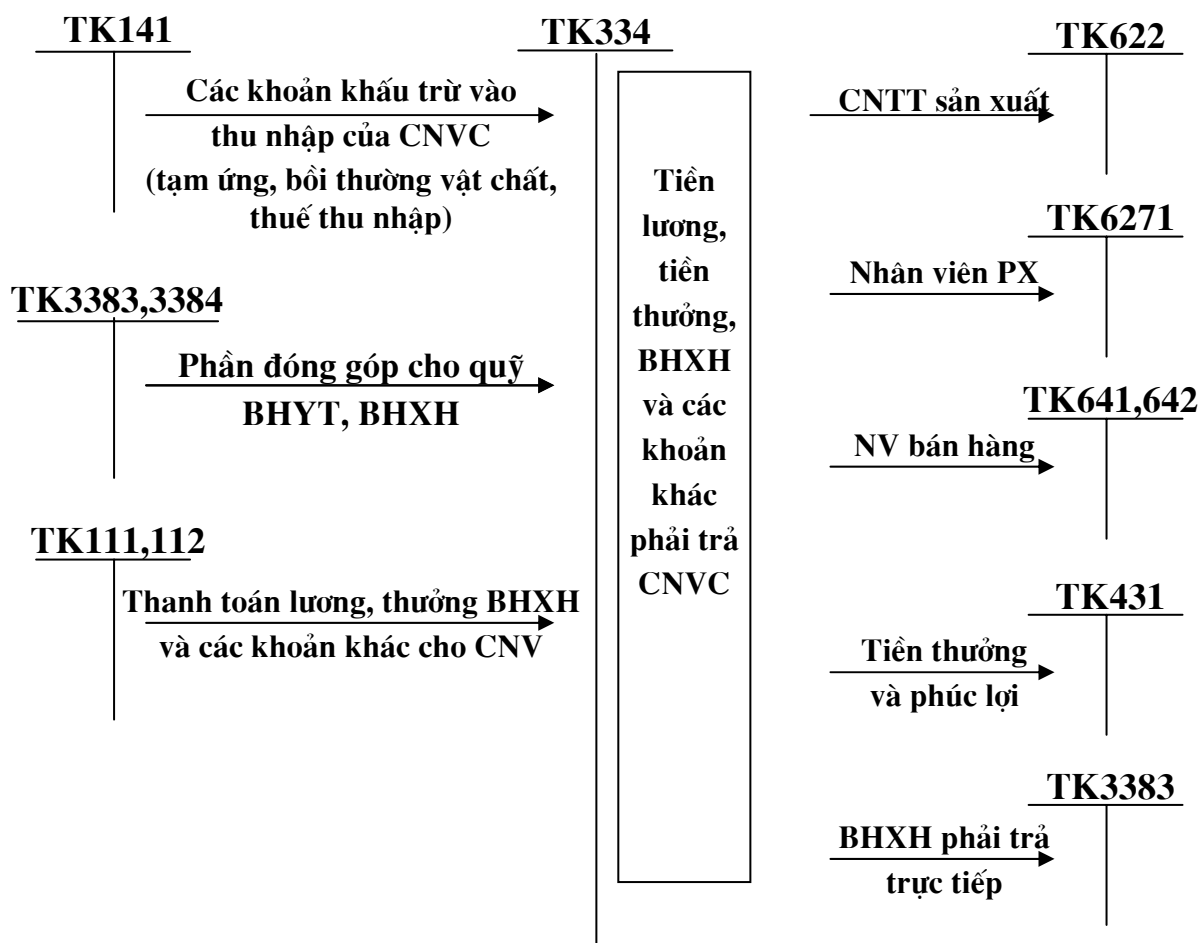 TK141
Các khoản khấu trừ vào
thu nhập của CNVC
(tạm ứng, bồi thường vật chất,
thuế thu nhập)
TK3383,3384
Phần đóng góp cho quỹ
BHYT, BHXH
TK111,112
Thanh toán lương, thưởng BHXH
và các khoản khác cho CNV
TK334
Tiền
lương,
tiền
thưởng,
BHXH
và các
khoản
khác
phải trả
CNVC
TK622
CNTT sản xuất
TK6271
Nhân viên PX
TK641,642
NV bán hàng
TK431
Tiền thưởng
và phúc lợi
TK3383
BHXH phải trả
trực tiếp